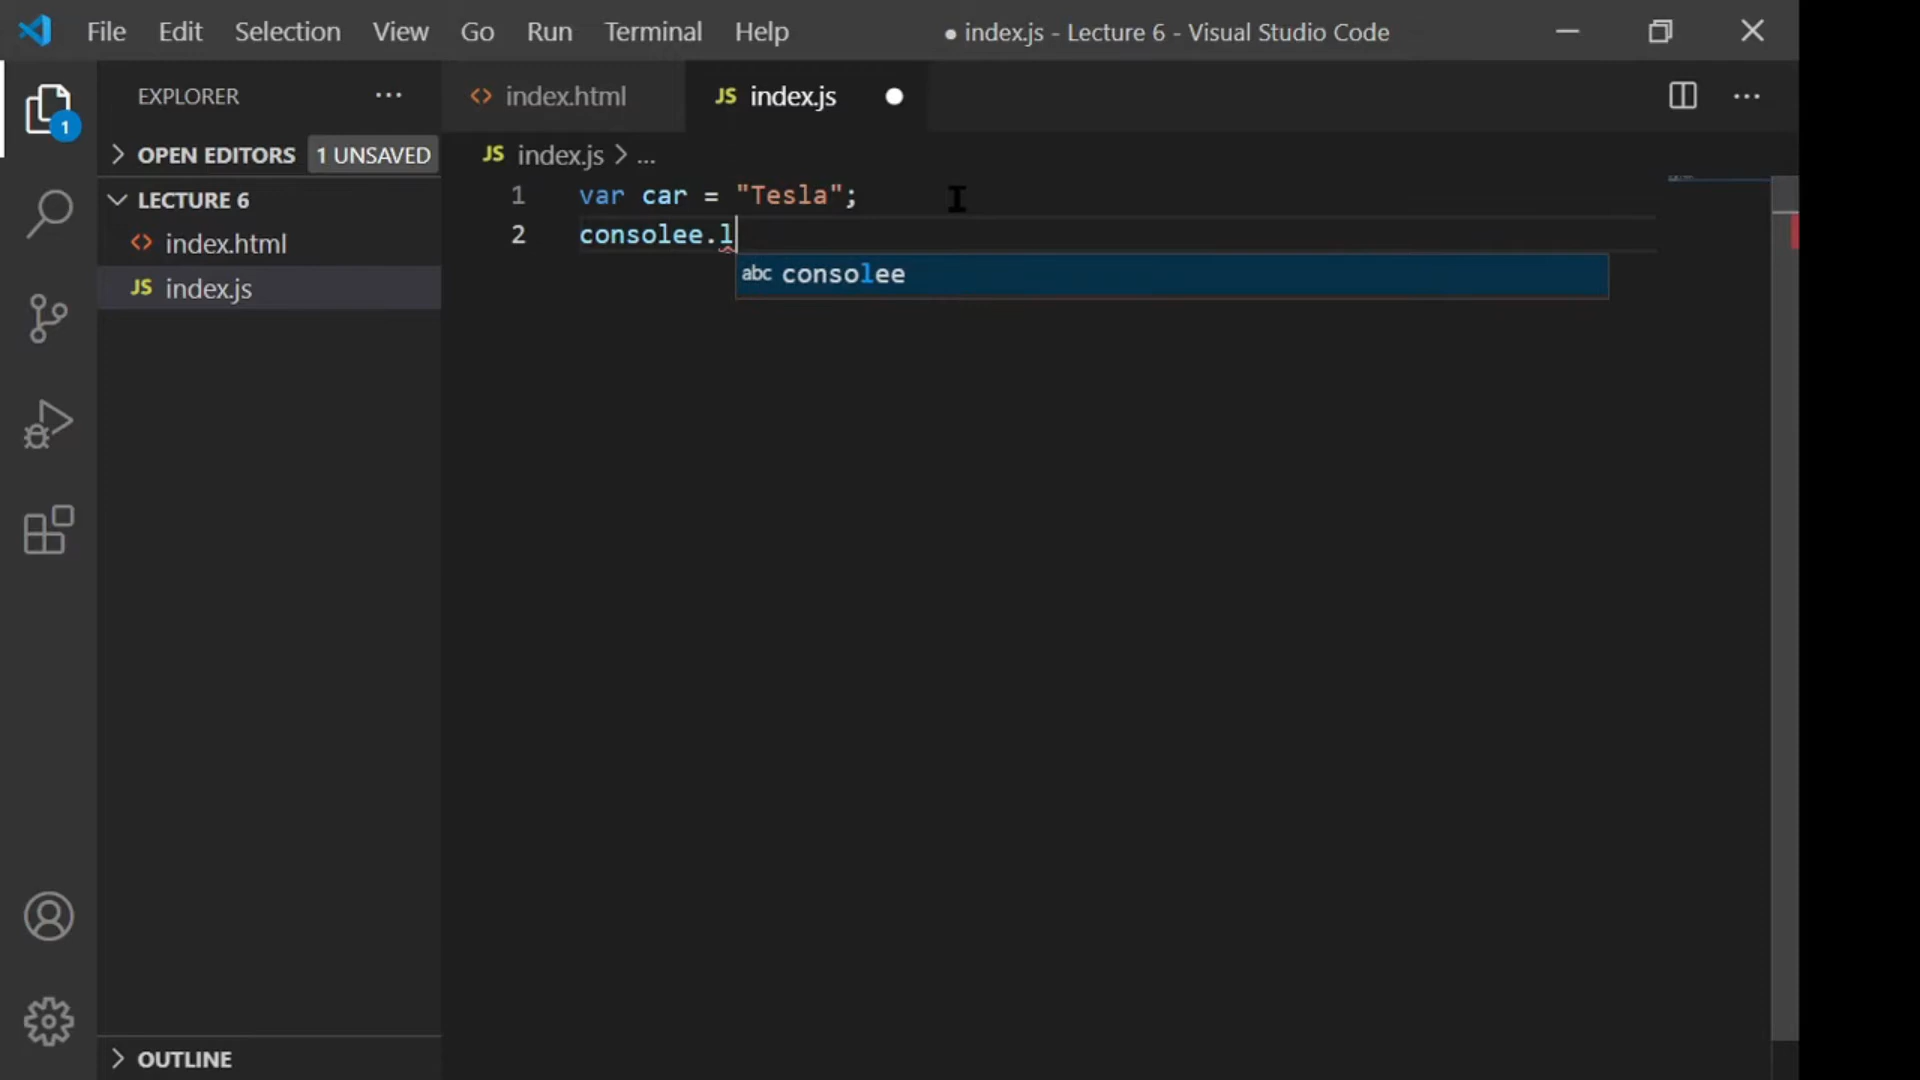 File Edit Selection View Go Run Terminal Help ● index.js - Lecture 6 - Visual Studio Code
EXPLORER ···
index.html
JS index.js ●
1
OPEN EDITORS 1 UNSAVED
JS index.js > ...
LECTURE 6
index.html
JS index.js
1 var car = "Tesla";
2 consolee.l
abc consolee
OUTLINE